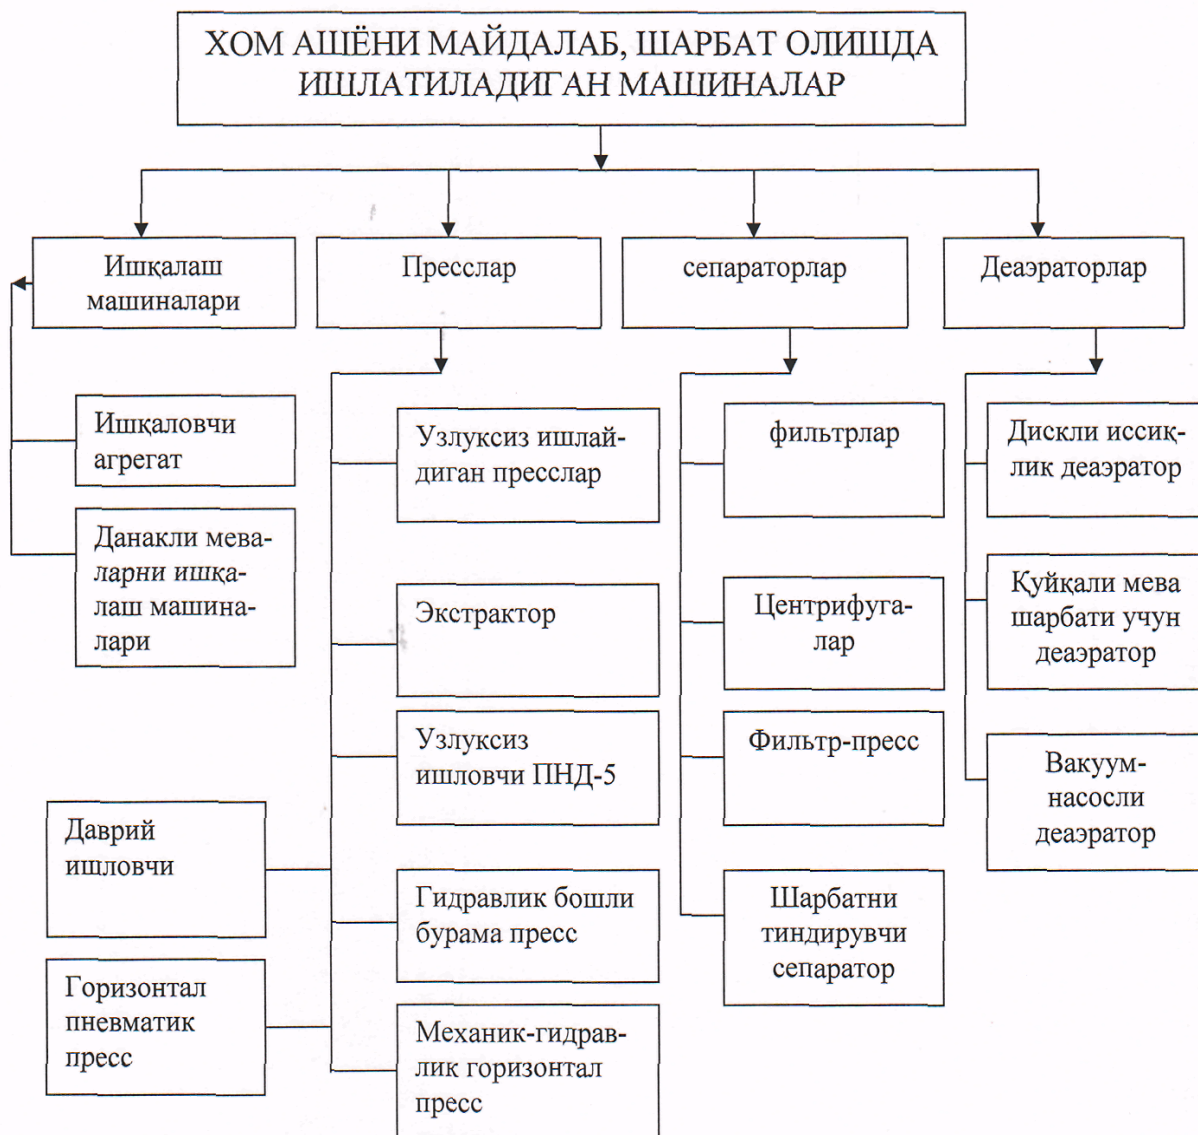 ХОМ АШЁНИ МАЙДАЛАБ, ШАРБАТ ОЛИШДА
ИШЛАТИЛАДИГАН МАШИНАЛАР
Ишқалаш
машиналари
Пресслар
сепараторлар
Деаэраторлар
Ишқаловчи
агрегат
Данакли мева-
ларни ишқа-
лаш машина-
лари
Даврий
ишловчи
Горизонтал
пневматик
пресс
Узлуксиз ишлай-
диган пресслар
Экстрактор
Узлуксиз
ишловчи ПНД-5
Гидравлик бошли
бурама пресс
Механик-гидрав-
лик горизонтал
пресс
фильтрлар
Центрифуга-
лар
Фильтр-пресс
Шарбатни
тиндирувчи
сепаратор
Дискли иссиқ-
лик деаэратор
Қуйқали мева
шарбати учун
деаэратор
Вакуум-
насосли
деаэратор